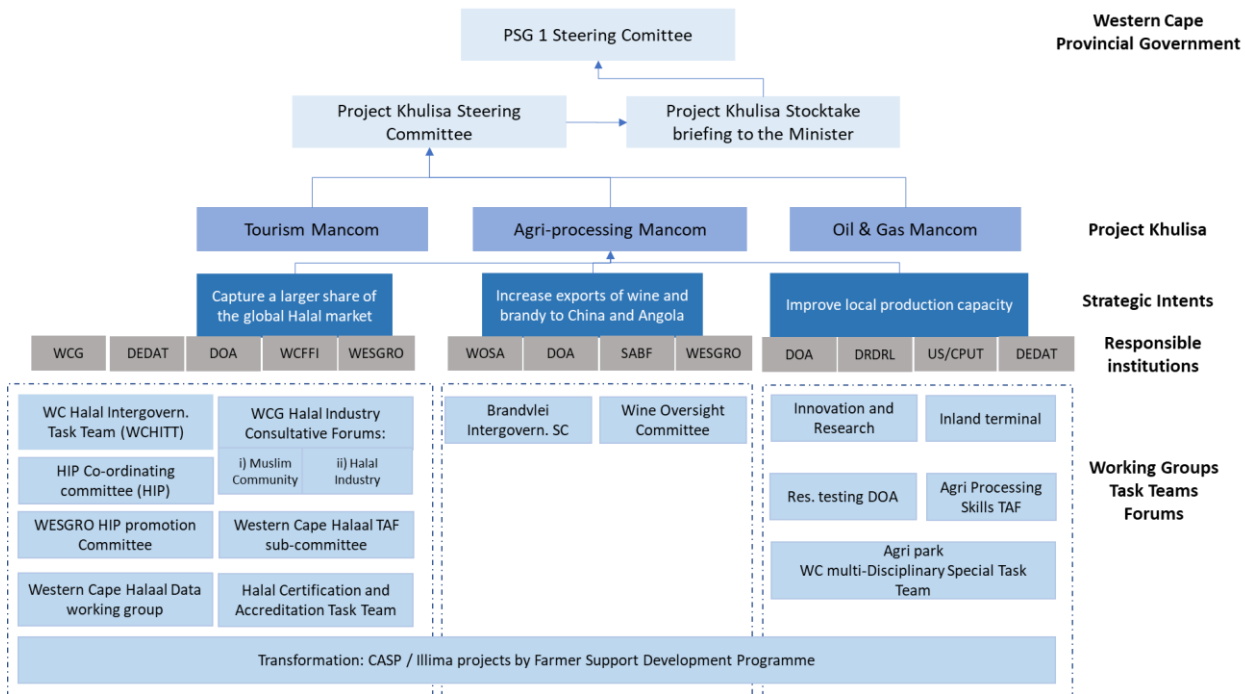 Western Cape
Provincial Government
PSG 1 Steering Comittee
Project Khulisa Steering
Committee
Project Khulisa Stocktake
briefing to the Minister
Tourism Mancom
Agri-processing Mancom
Oil & Gas Mancom
Project Khulisa
Capture a larger share of
the global Halal market
Increase exports of wine and
brandy to China and Angola
Improve local production capacity
Strategic Intents
WCG
DEDAT
DOA
WCFFI
WESGRO
WOSA
DOA
SABF
WESGRO
DOA
DRDRL
US/CPUT
DEDAT
Responsible
institutions
WC Halal Intergovern.
Task Team (WCHITT)
WCG Halal Industry
Consultative Forums:
i) Muslim
Community
ii) Halal
Industry
HIP Co-ordinating
committee (HIP)
WESGRO HIP promotion
Committee
Western Cape Halaal TAF
sub-committee
Western Cape Halaal Data
working group
Halal Certification and
Accreditation Task Team
Brandvlei
Intergovern. SC
Wine Oversight
Committee
Innovation and
Research
Inland terminal
Res. testing DOA
Agri Processing
Skills TAF
Agri park
WC multi-Disciplinary Special Task
Team
Working Groups
Task Teams
Forums
Transformation: CASP / Illima projects by Farmer Support Development Programme